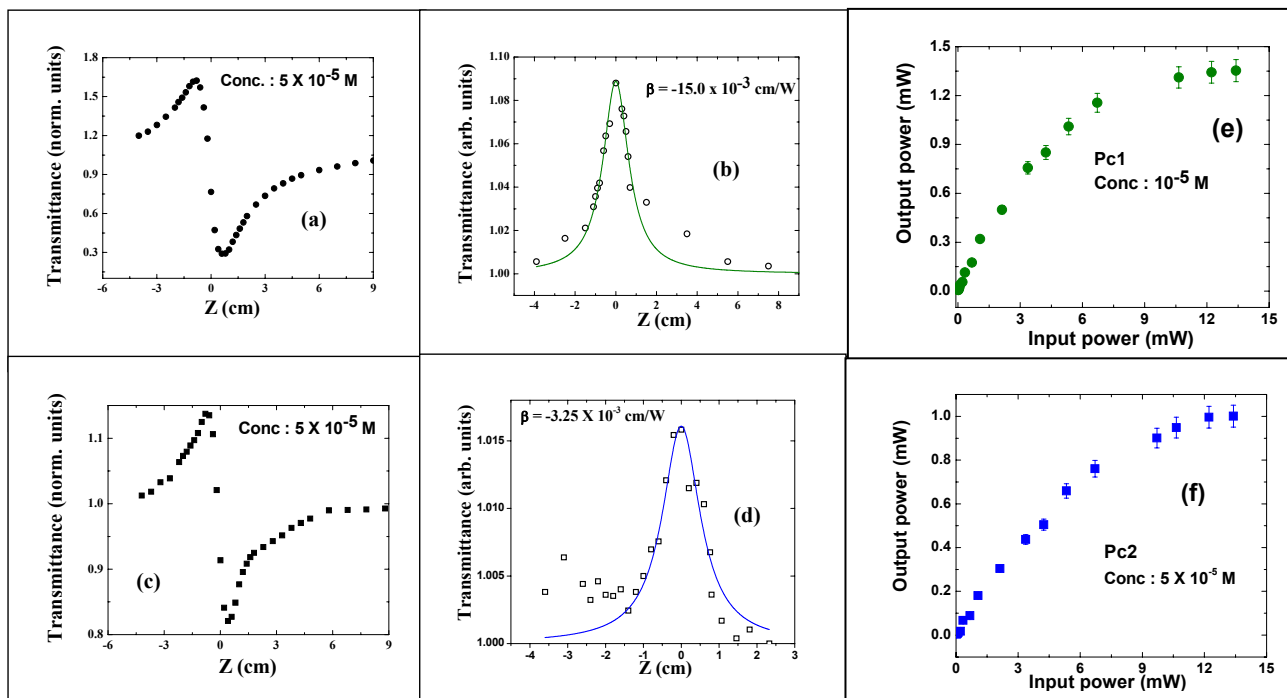 Transmittance (norm. units)
1.8
1.5
1.2
0.9
0.6
0.3
Conc. : 5 X 10⁻⁵ M
(a)
-6 -3 0 3 6 9
Z (cm)
Transmittance (arb. units)
1.10
1.08
1.06
1.04
1.02
1.00
β = -15.0 x 10⁻³ cm/W
(b)
-4 -2 0 2 4 6 8
Z (cm)
Output power (mW)
1.5
1.2
0.9
0.6
0.3
0.0
(e)
Pc1
Conc : 10⁻⁵ M
0 3 6 9 12 15
Input power (mW)
Transmittance (norm. units)
1.1
1.0
0.9
0.8
Conc : 5 X 10⁻⁵ M
(c)
-6 -3 0 3 6 9
Z (cm)
Transmittance (arb. units)
1.015
1.010
1.005
1.000
β = -3.25 X 10⁻³ cm/W
(d)
-4 -3 -2 -1 0 1 2 3
Z (cm)
Output power (mW)
1.0
0.8
0.6
0.4
0.2
0.0
(f)
Pc2
Conc : 5 X 10⁻⁵ M
0 3 6 9 12 15
Input power (mW)